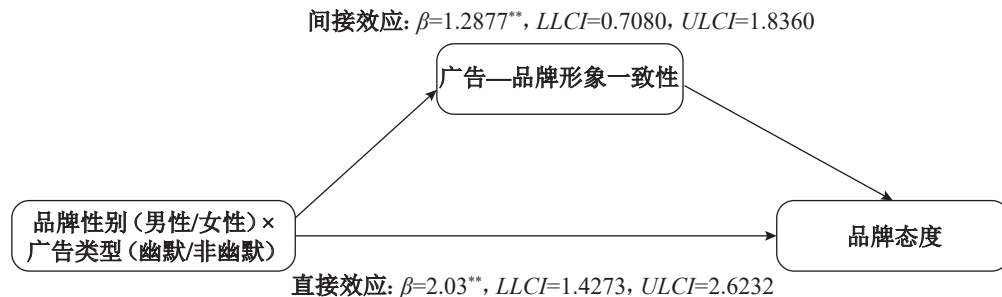 间接效应: β=1.2877**, LLCI=0.7080, ULCI=1.8360
广告—品牌形象一致性
品牌性别(男性/女性)×
广告类型(幽默/非幽默)
品牌态度
直接效应: β=2.03**, LLCI=1.4273, ULCI=2.6232